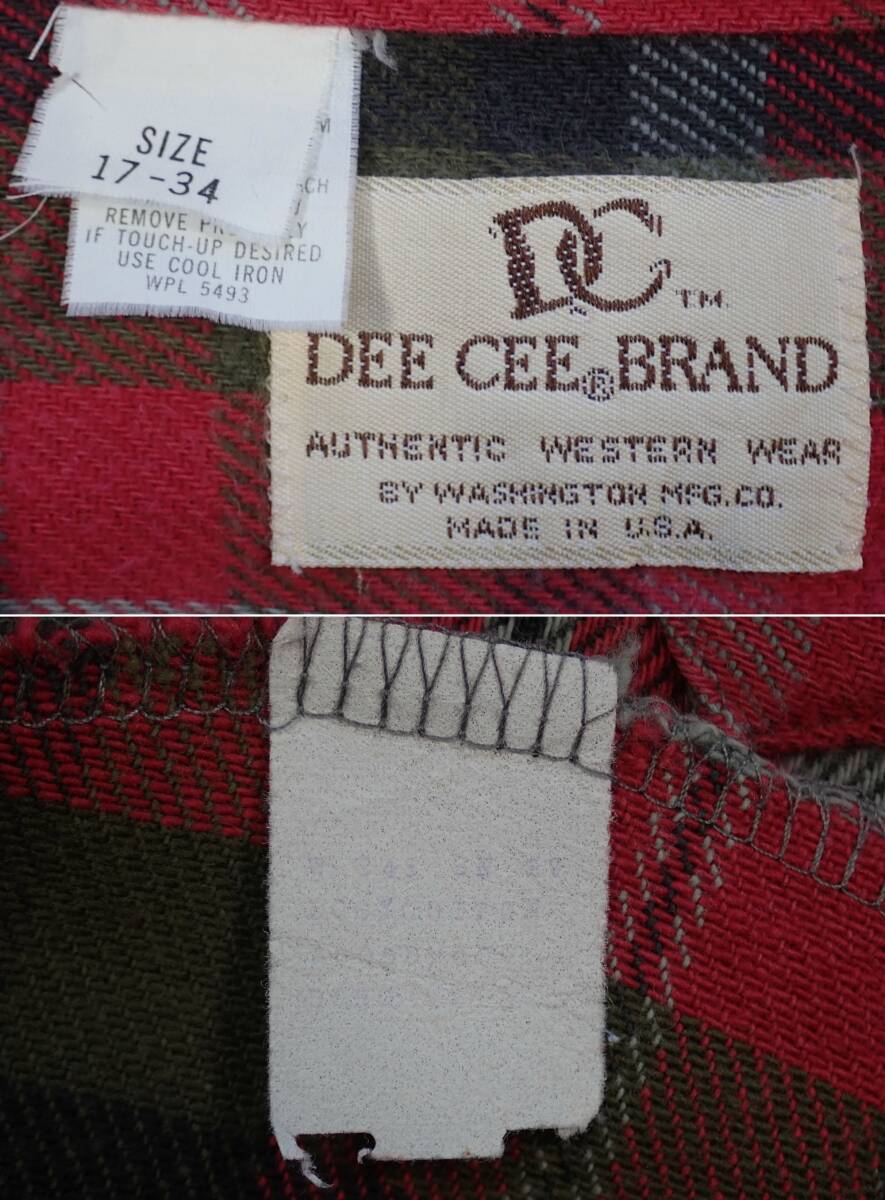 SIZE
17-34
M
CH
REMOVE
IF TOUCH-UP DESIRED
USE COOL IRON
WPL 5493
DC TM.
DEE CEE® BRAND
AUTHENTIC WESTERN WEAR
BY WASHINGTON MFG.CO.
MADE IN U.S.A.